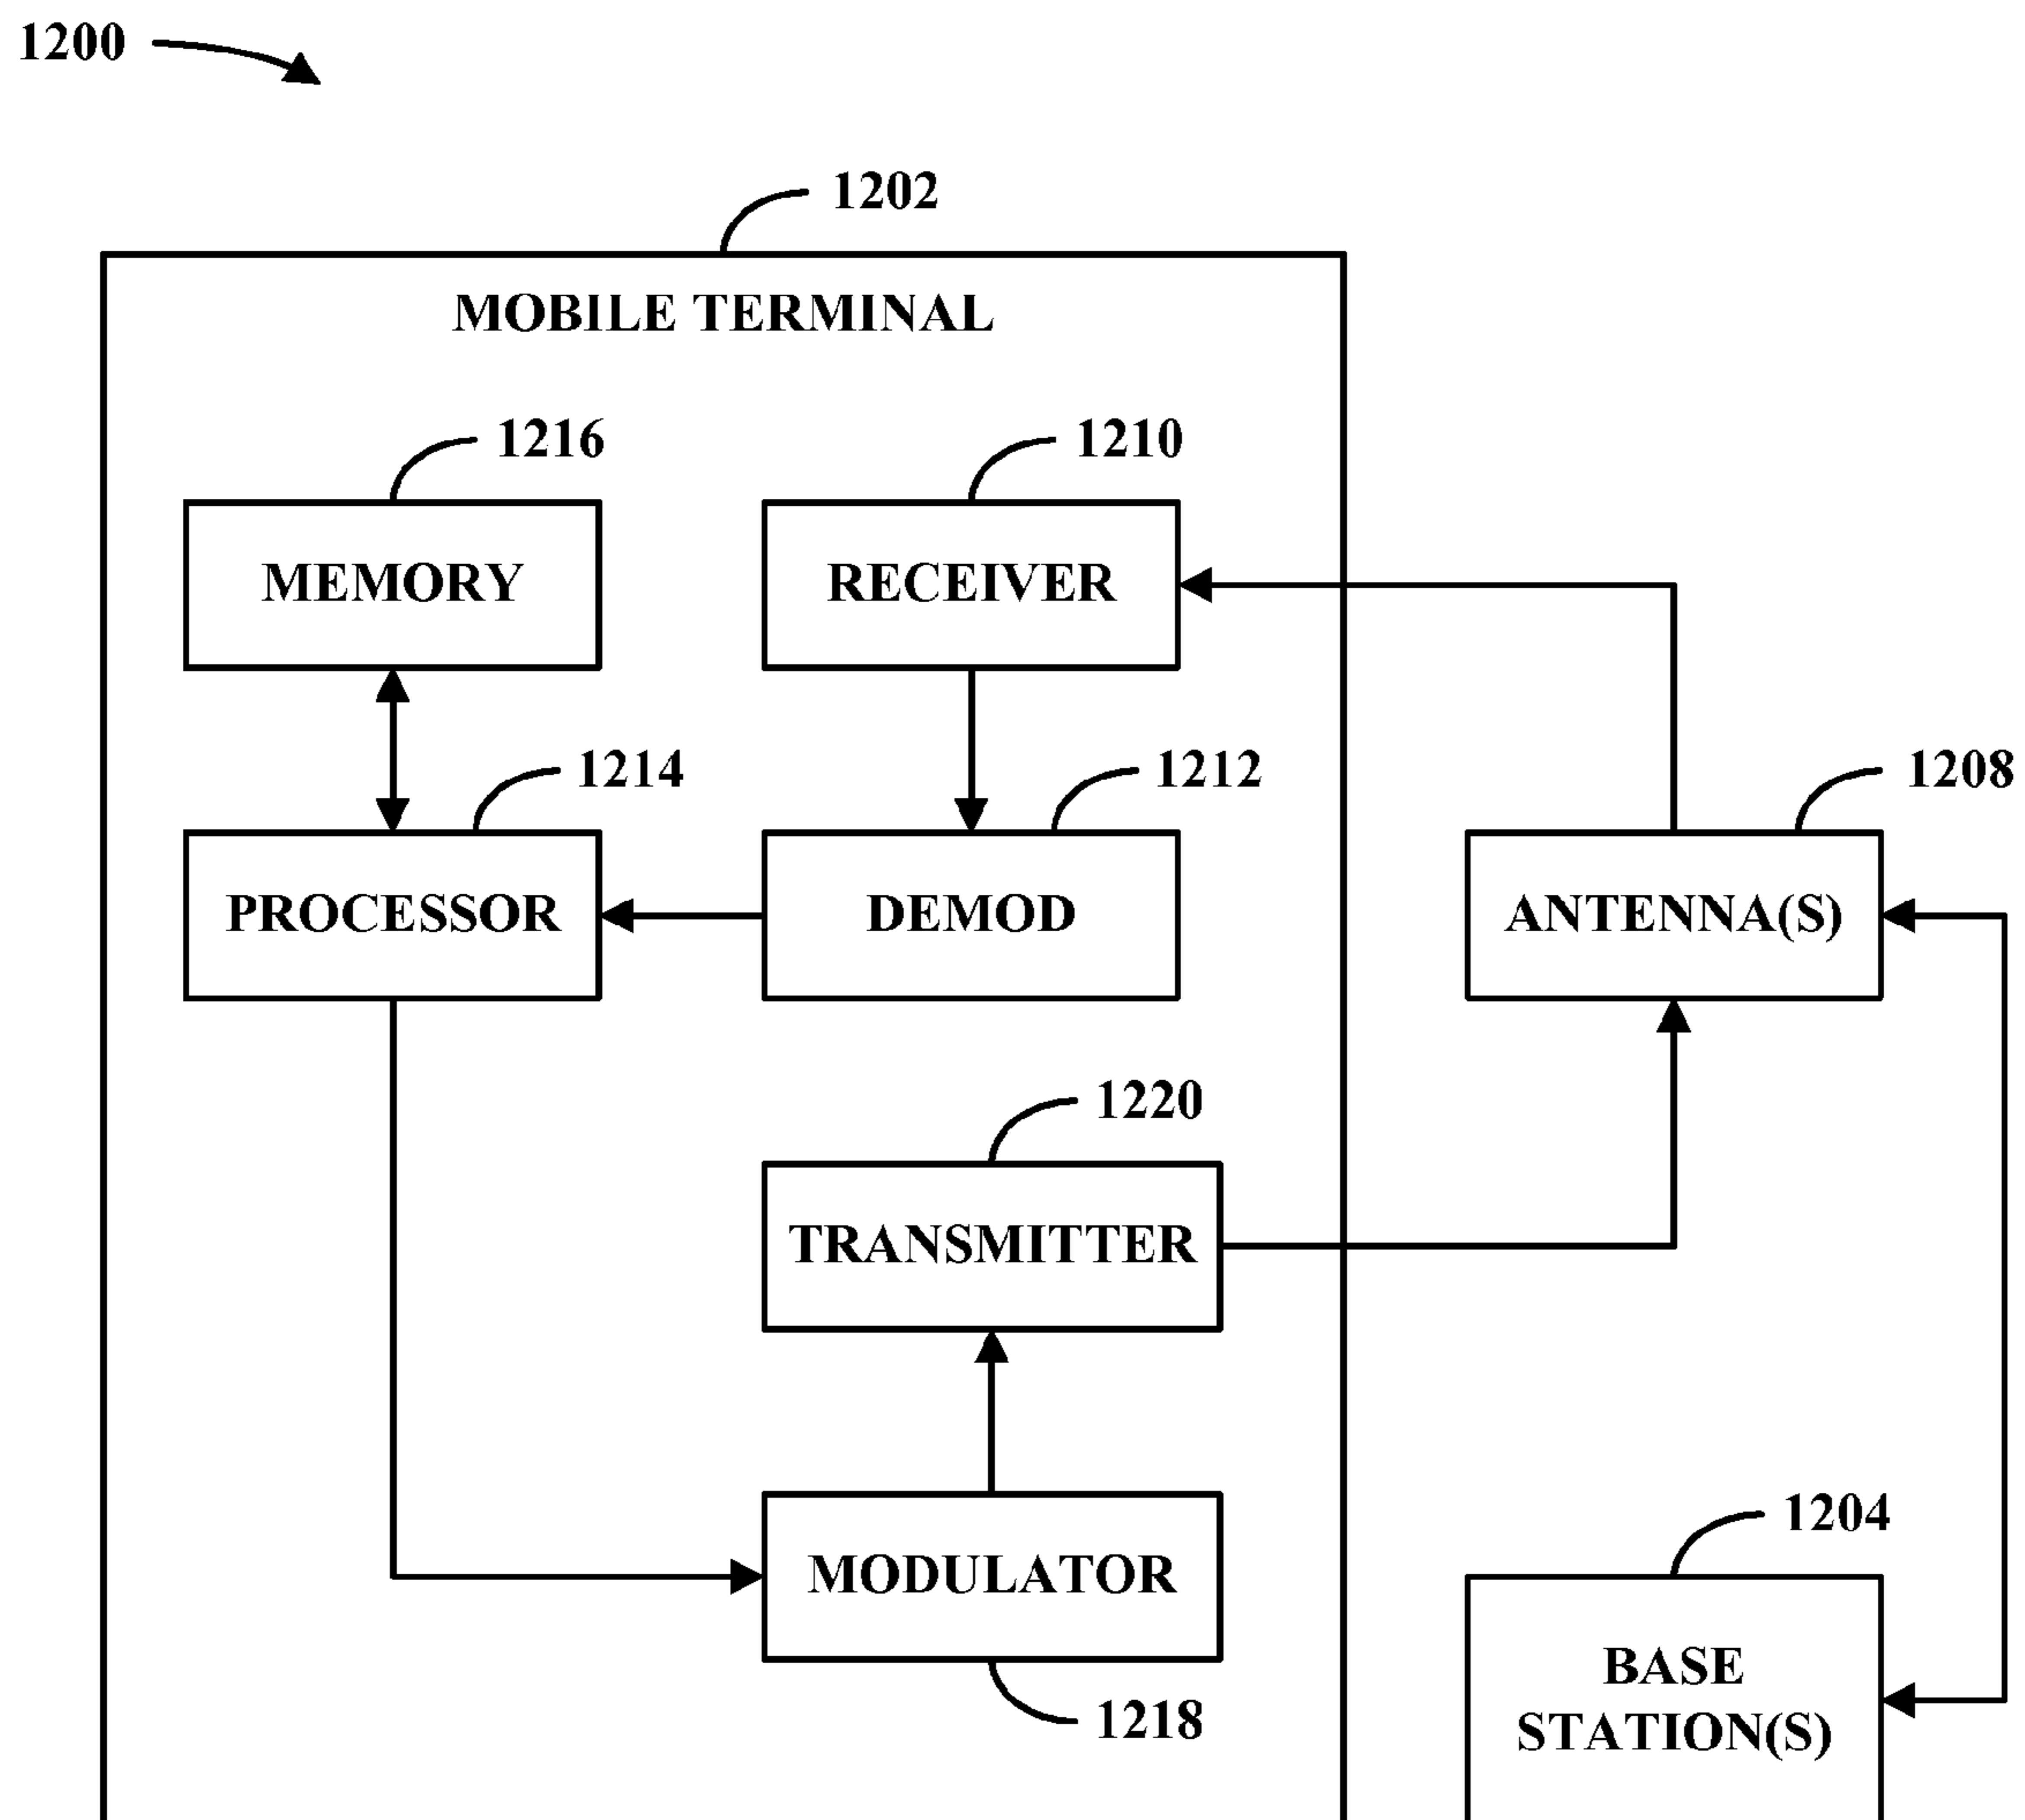 1200
1202
MOBILE TERMINAL
1216
1210
MEMORY
RECEIVER
1214
1212
1208
PROCESSOR
DEMOD
ANTENNA(S)
1220
TRANSMITTER
1204
MODULATOR
BASE
STATION(S)
1218